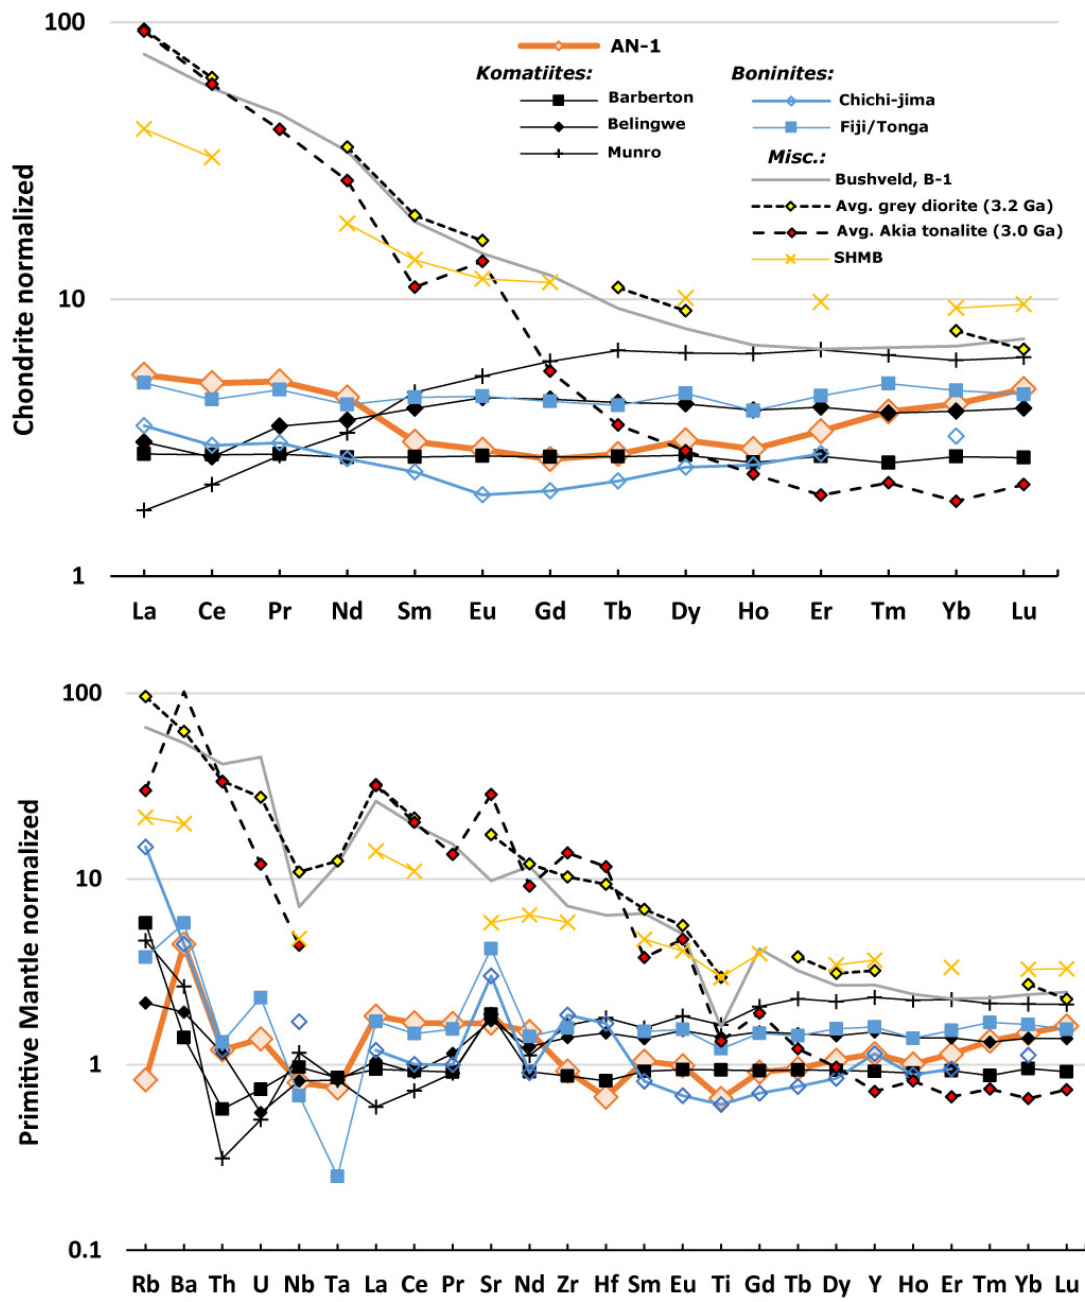 100
AN-1
Komatiites:
Boninites:
Barberton
Chichi-jima
Belingwe
Fiji/Tonga
Munro
Misc.:
Bushveld, B-1
Avg. grey diorite (3.2 Ga)
Avg. Akia tonalite (3.0 Ga)
SHMB
Chondrite normalized
10
1
La Ce Pr Nd Sm Eu Gd Tb Dy Ho Er Tm Yb Lu
100
Primitive Mantle normalized
10
1
0.1
Rb Ba Th U Nb Ta La Ce Pr Sr Nd Zr Hf Sm Eu Ti Gd Tb Dy Y Ho Er Tm Yb Lu